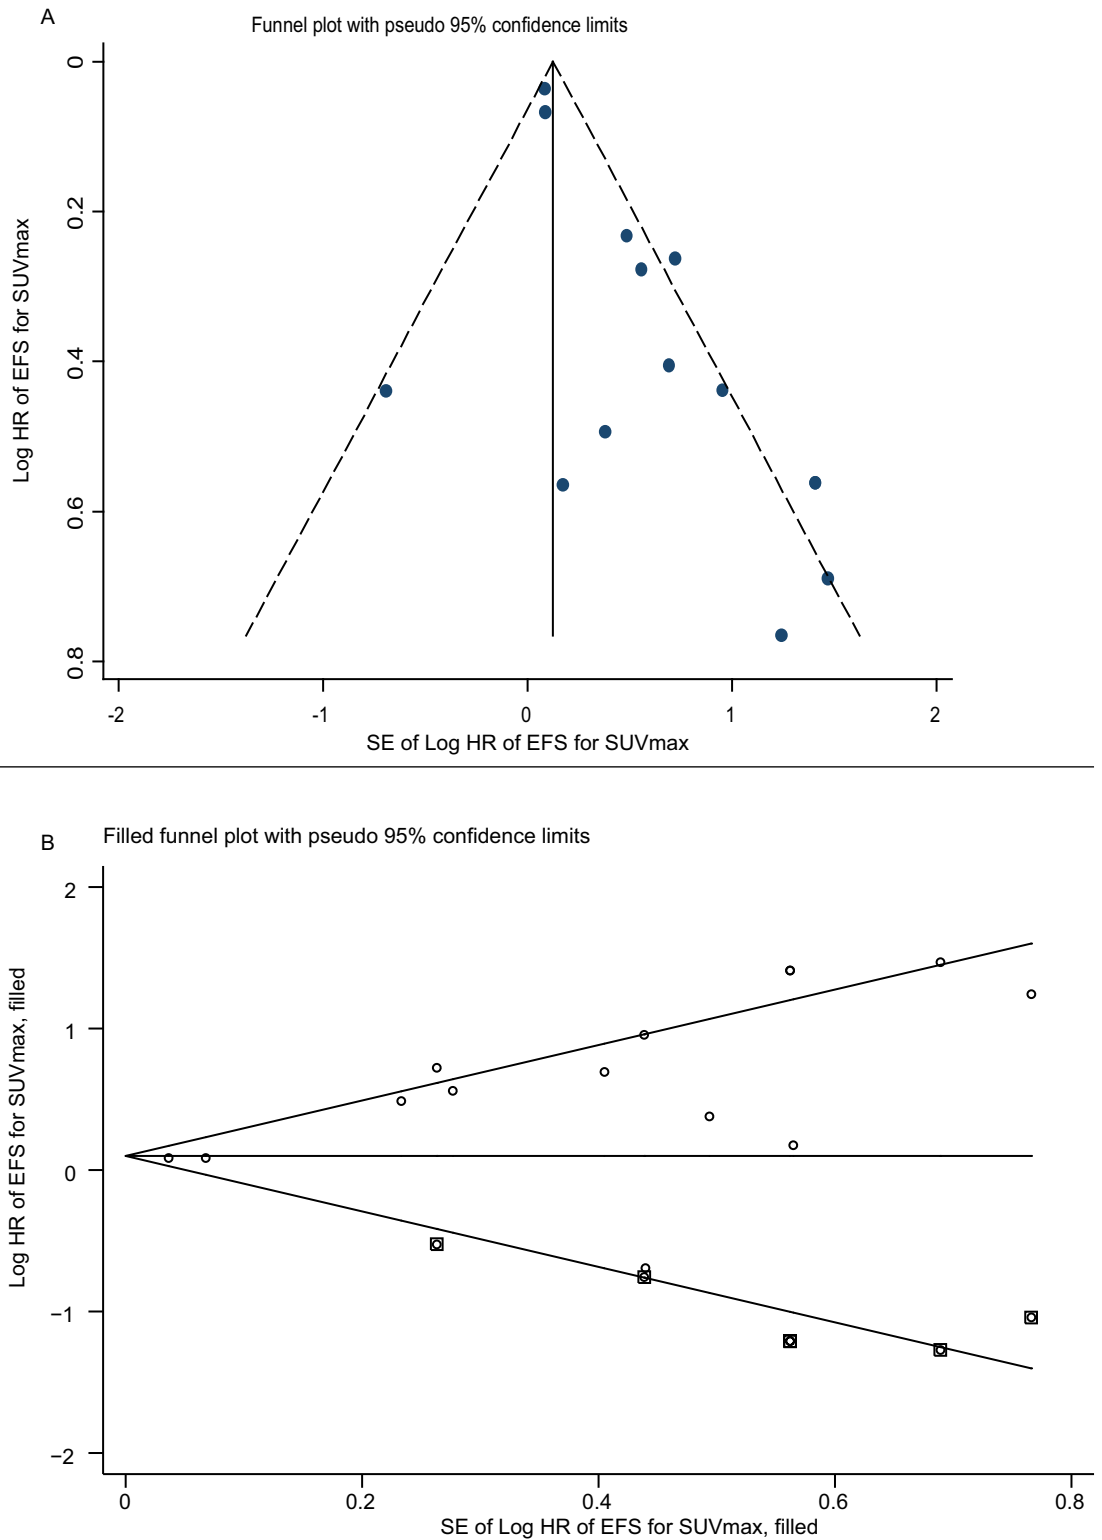 A
Funnel plot with pseudo 95% confidence limits
Log HR of EFS for SUVmax
0
0.2
0.4
0.6
0.8
-2 -1 0 1 2
SE of Log HR of EFS for SUVmax
B
Filled funnel plot with pseudo 95% confidence limits
Log HR of EFS for SUVmax, filled
2
1
0
−1
−2
0 0.2 0.4 0.6 0.8
SE of Log HR of EFS for SUVmax, filled